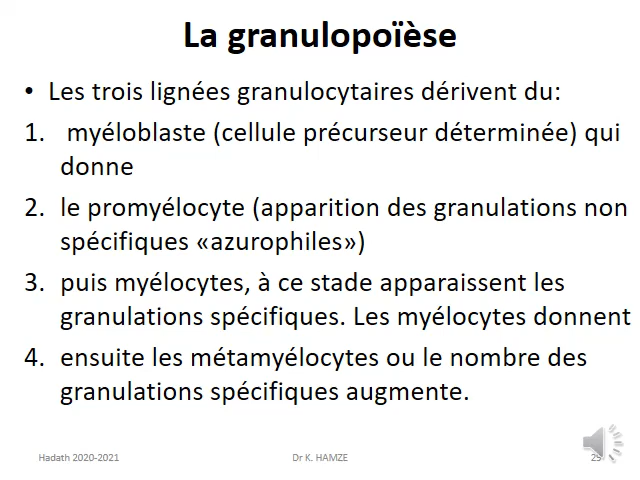 La granulopoïèse
• Les trois lignées granulocytaires dérivent du:
1. myéloblaste (cellule précurseur déterminée) qui
donne
2. le promyélocyte (apparition des granulations non
spécifiques «azurophiles»)
3. puis myélocytes, à ce stade apparaissent les
granulations spécifiques. Les myélocytes donnent
4. ensuite les métamyélocytes ou le nombre des
granulations spécifiques augmente.
Hadath 2020-2021 Dr K. HAMZE